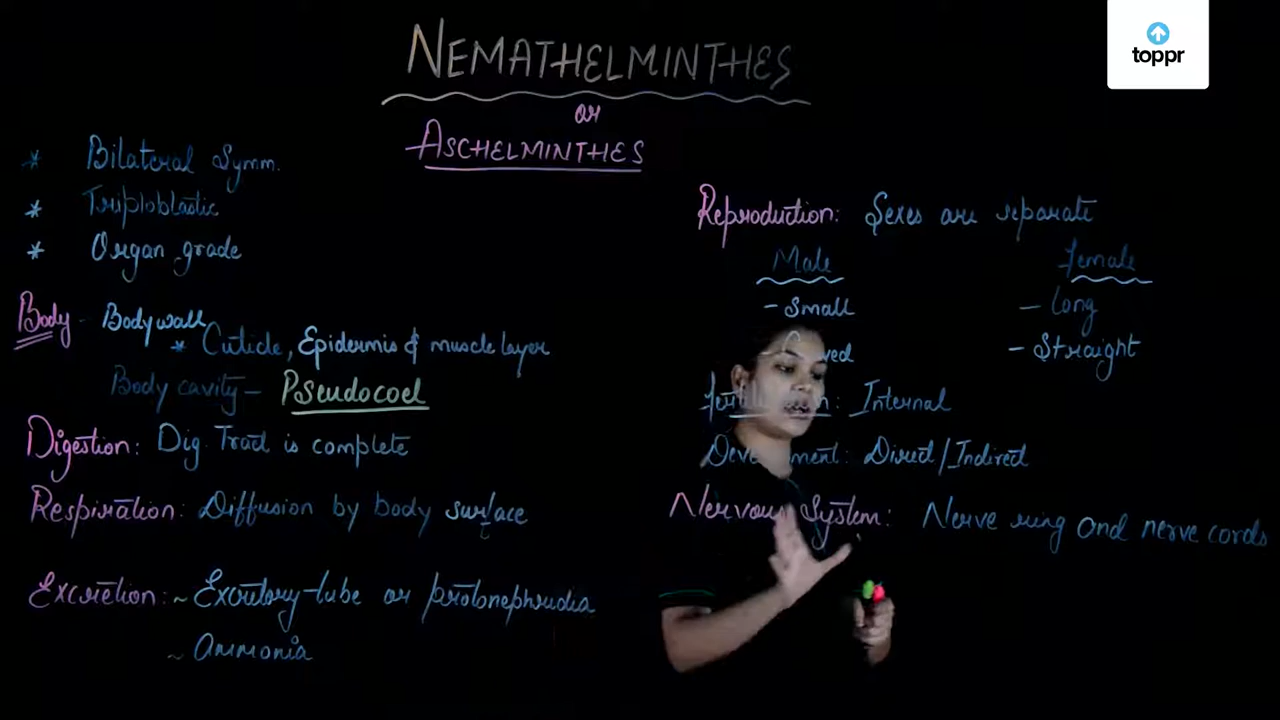 toppr
NEMATHELMINTHES
or
ASCHELMINTHES
* Bilateral Symm.
* Triploblastic
* Organ grade
Body - Bodywall
* Cuticle, Epidermis & muscle layer
Body cavity - Pseudocoel
Digestion: Dig. Tract is complete
Respiration: Diffusion by body surface
Excretion: ~ Excretory tube or protonephridia
~ Ammonia
Reproduction: Sexes are separate
Male Female
- Small - Long
- - Straight
: Internal
: Direct/Indirect
Nervous System: Nerve ring and nerve cords